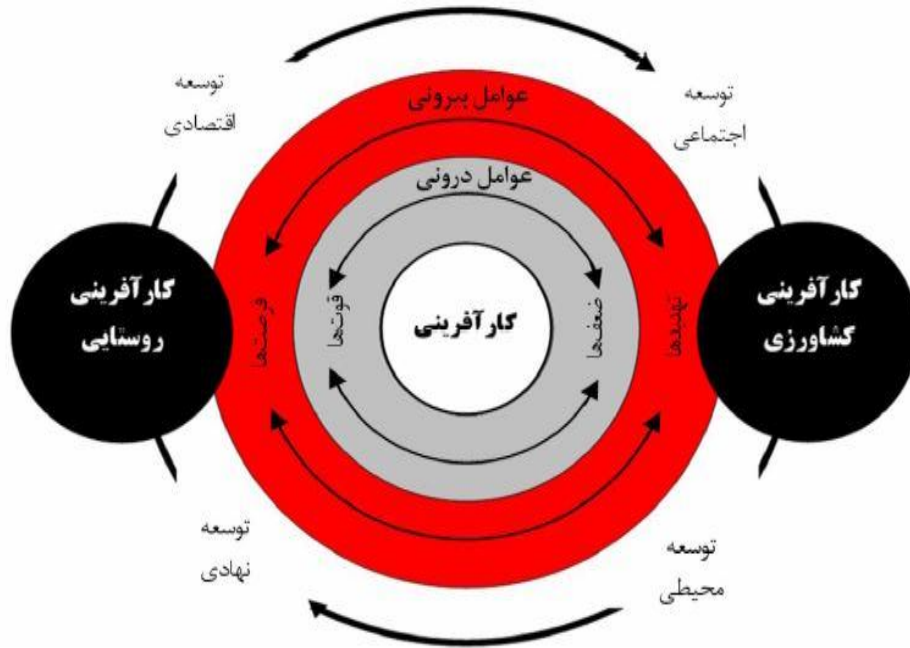 توسعه
اجتماعی
توسعه
اقتصادی
عوامل بیرونی
عوامل درونی
کارآفرینی
کشاورزی
تهدیدها
ضعف‌ها
کارآفرینی
قوت‌ها
فرصت‌ها
کارآفرینی
روستایی
توسعه
محیطی
توسعه
نهادی